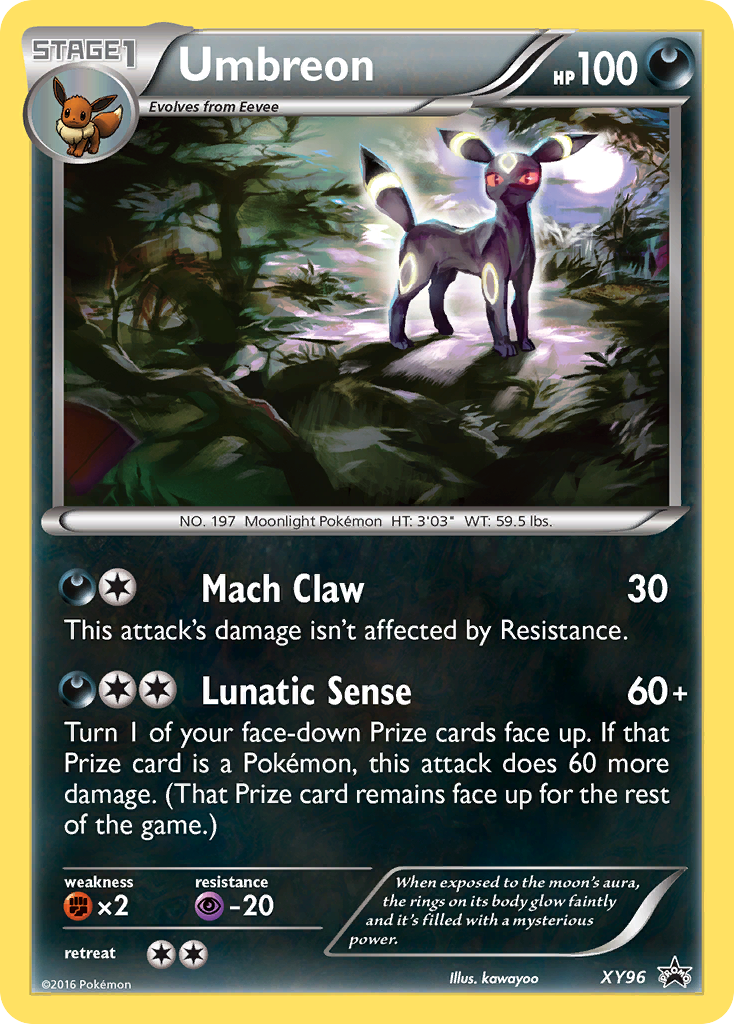 STAGE1
Umbreon
HP100
Evolves from Eevee
NO. 197 Moonlight Pokémon HT: 3'03" WT: 59.5 lbs.
Mach Claw 30
This attack's damage isn't affected by Resistance.
Lunatic Sense 60+
Turn 1 of your face-down Prize cards face up. If that
Prize card is a Pokémon, this attack does 60 more
damage. (That Prize card remains face up for the rest
of the game.)
weakness resistance
×2 -20
retreat
When exposed to the moon's aura,
the rings on its body glow faintly
and it's filled with a mysterious
power.
©2016 Pokémon
Illus. kawayoo
XY96
PROMO